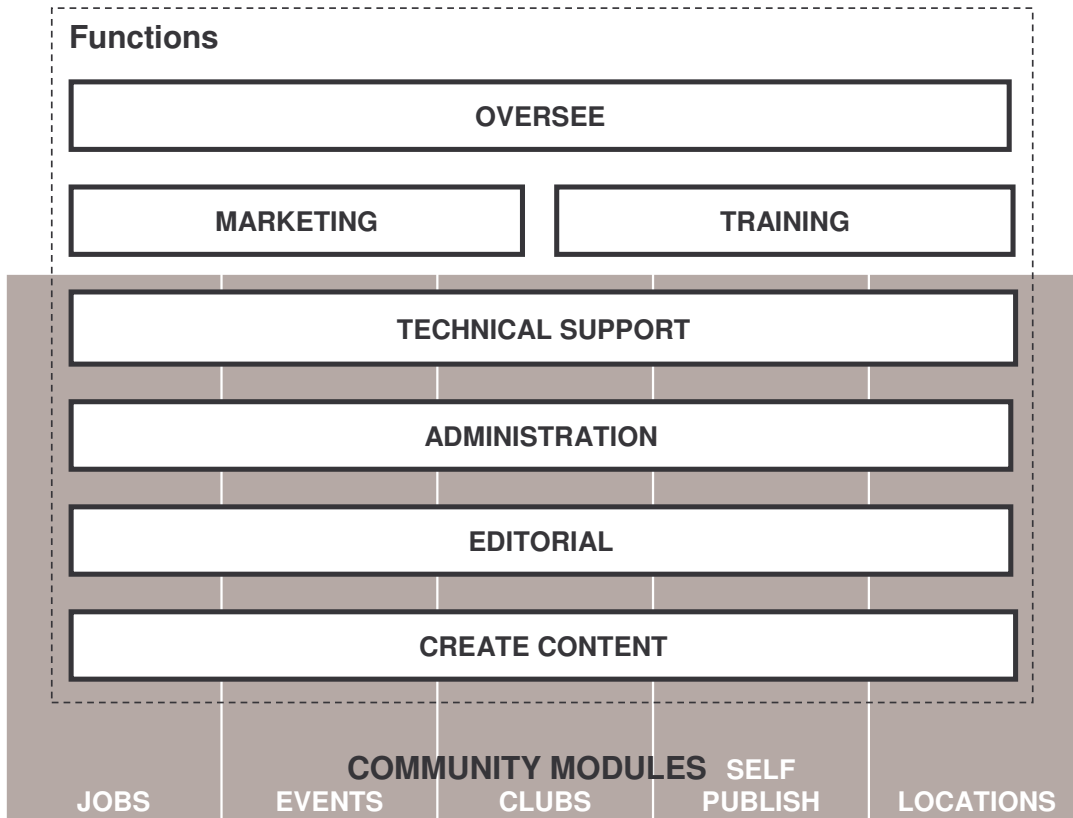 Functions
OVERSEE
MARKETING TRAINING
TECHNICAL SUPPORT
ADMINISTRATION
EDITORIAL
CREATE CONTENT
COMMUNITY MODULES
JOBS
EVENTS
CLUBS
SELF
PUBLISH
LOCATIONS